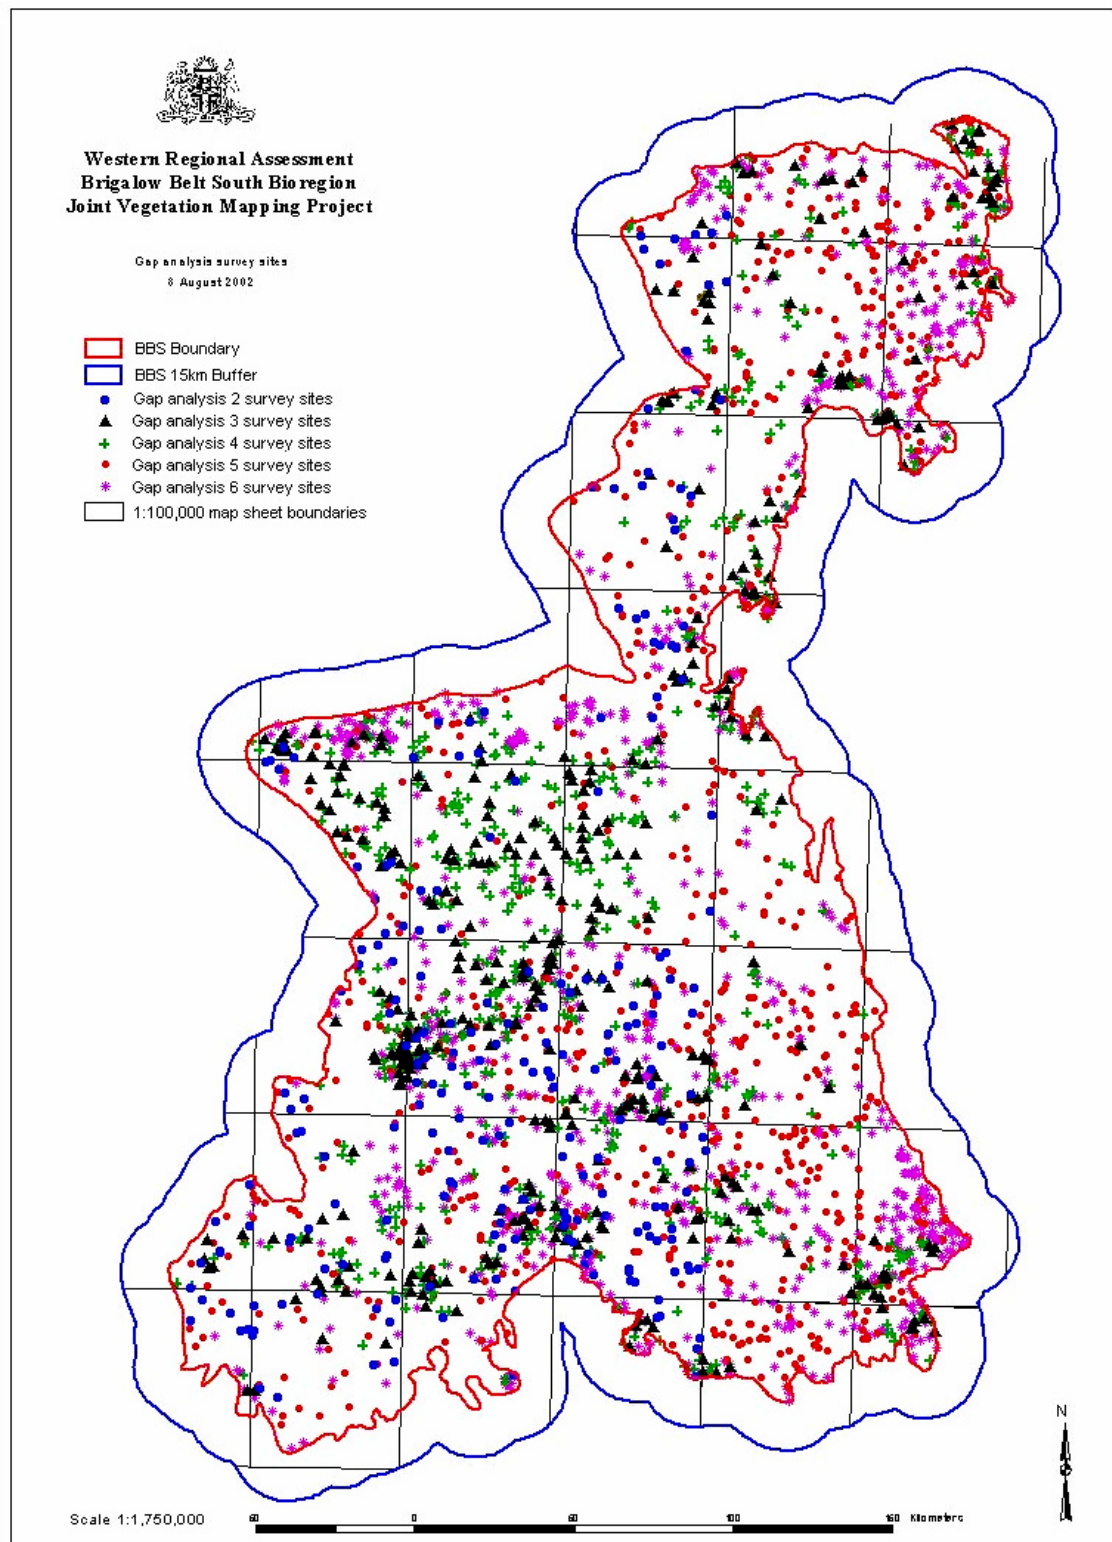 Western Regional Assessment
Brigalow Belt South Bioregion
Joint Vegetation Mapping Project
Gap analysis survey sites
8 August 2002
BBS Boundary
BBS 15km Buffer
Gap analysis 2 survey sites
Gap analysis 3 survey sites
Gap analysis 4 survey sites
Gap analysis 5 survey sites
Gap analysis 6 survey sites
1:100,000 map sheet boundaries
N
Scale 1:1,750,000
0 100 Kilometers